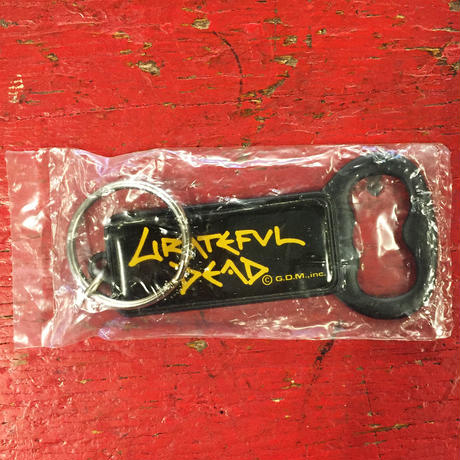 GRATEFUL
DEAD
© G.D.M., inc.